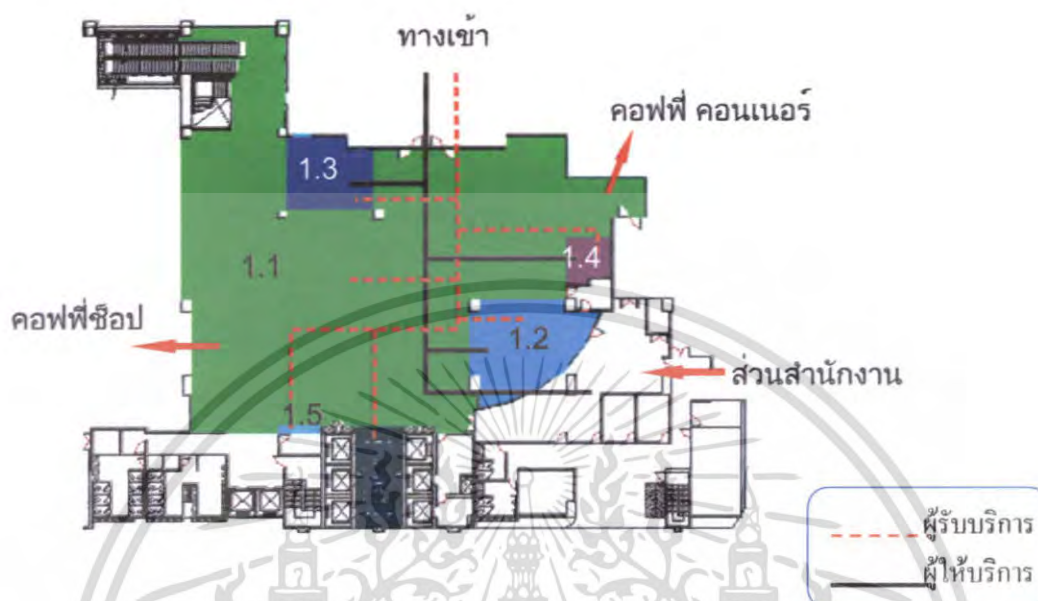 ทางเข้า
คอฟฟี่ คอนเนอร์
1.3
1.4
1.1
คอฟฟี่ช็อป
1.2
ส่วนสำนักงาน
1.5
ผู้รับบริการ
ผู้ให้บริการ